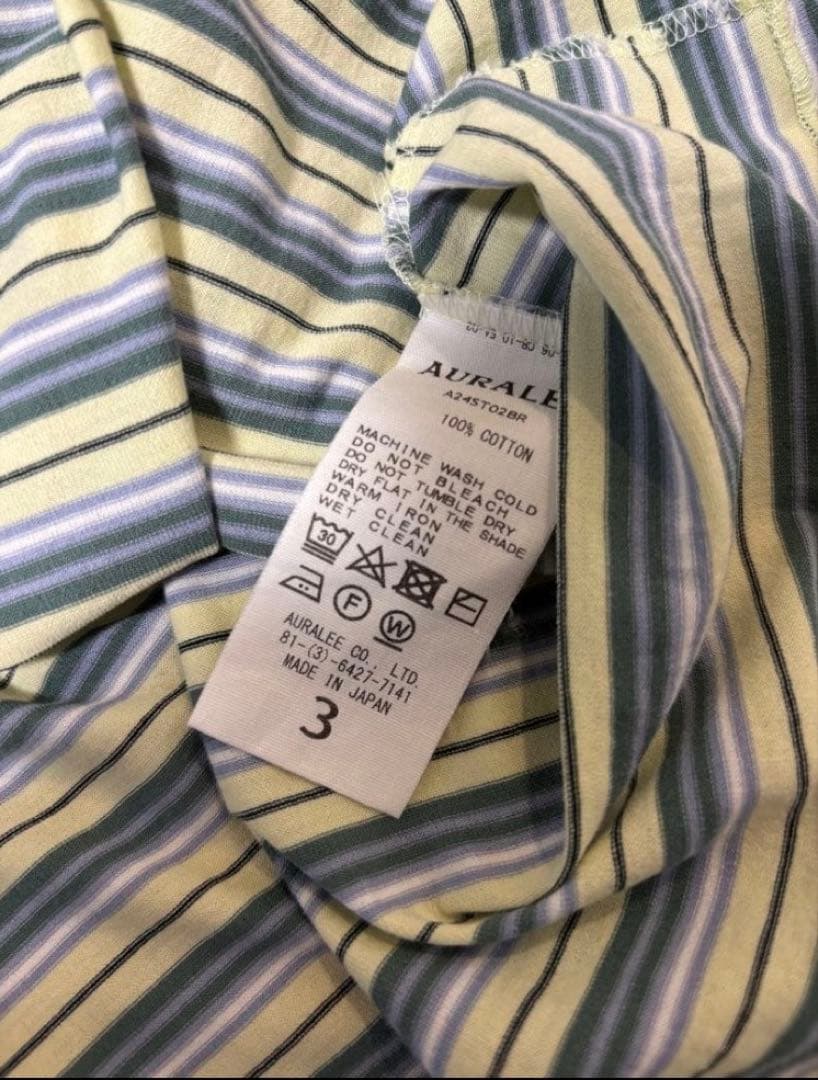 AURALEE
A24ST02BR
100% COTTON
MACHINE WASH COLD
DO NOT BLEACH
DO NOT TUMBLE DRY
DRY FLAT IN THE SHADE
WARM IRON
DRY CLEAN
WET CLEAN
30
F
W
AURALEE CO., LTD.
81-(3)-6427-7141
MADE IN JAPAN
3